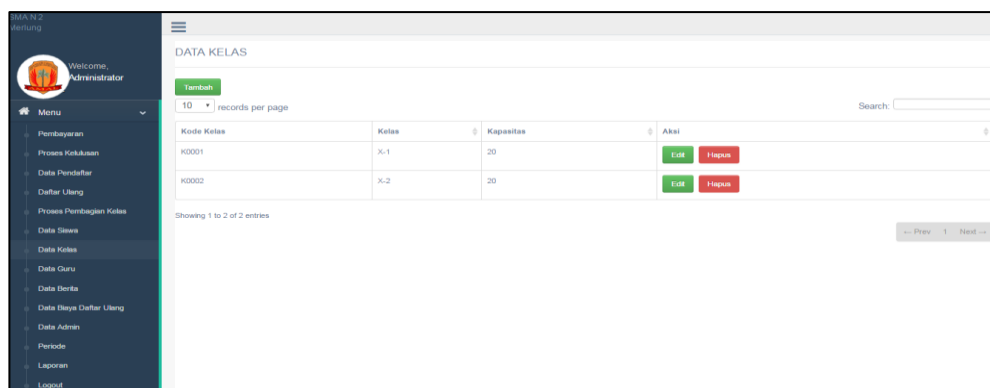 SMA N 2
Merlung
Welcome,
Administrator
Menu
Pembayaran
Proses Kelulusan
Data Pendaftar
Daftar Ulang
Proses Pembagian Kelas
Data Siswa
Data Kelas
Data Guru
Data Berita
Data Biaya Daftar Ulang
Data Admin
Periode
Laporan
Logout
DATA KELAS
Tambah
10 records per page
Search:
Kode Kelas Kelas Kapasitas Aksi
K0001 X-1 20 Edit Hapus
K0002 X-2 20 Edit Hapus
Showing 1 to 2 of 2 entries
← Prev 1 Next →